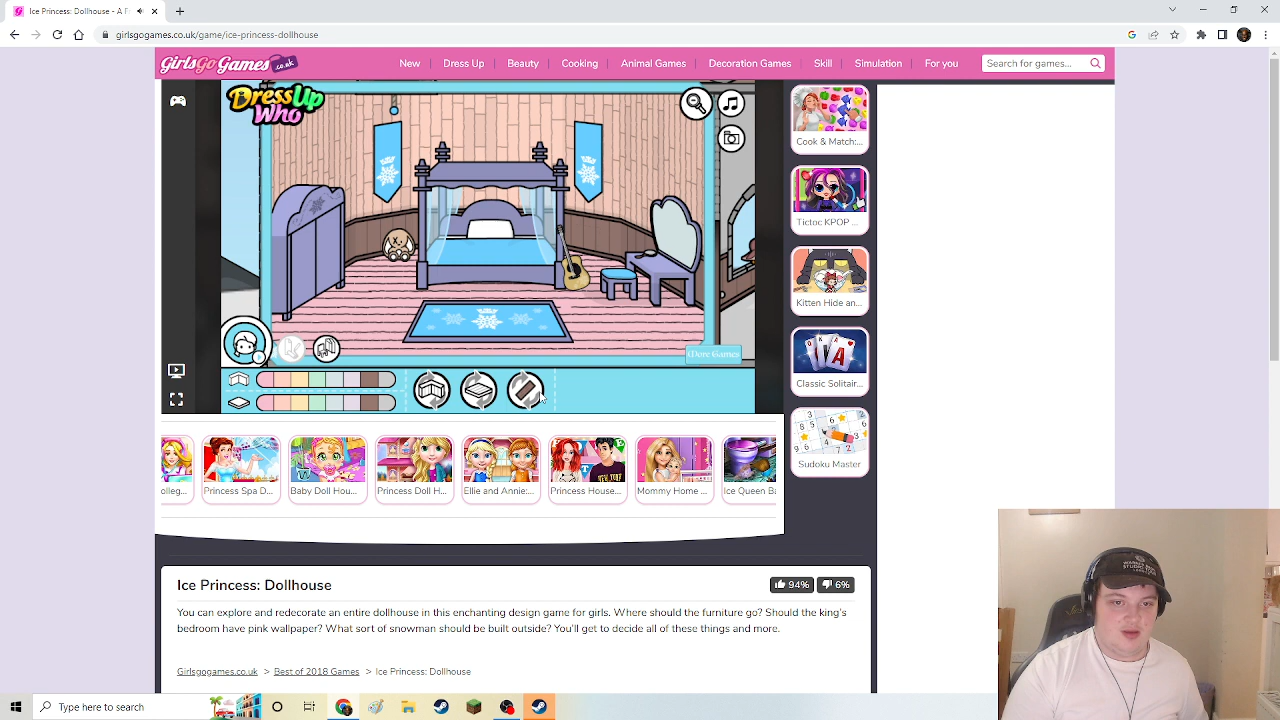 Ice Princess: Dollhouse - A
girlsgogames.co.uk/game/ice-princess-dollhouse
GirlsGoGames .co.uk
New
Dress Up
Beauty
Cooking
Animal Games
Decoration Games
Skill
Simulation
For you
Search for games...
DressUp
Who
More Games
Cook & Match:...
Tictoc KPOP ...
Kitten Hide an...
Classic Solitair...
Sudoku Master
olleg...
Princess Spa D...
Baby Doll Hou...
Princess Doll H...
Ellie and Annie:...
Princess House...
Mommy Home ...
Ice Queen Ba
Ice Princess: Dollhouse
94%
6%
You can explore and redecorate an entire dollhouse in this enchanting design game for girls. Where should the furniture go? Should the king's
bedroom have pink wallpaper? What sort of snowman should be built outside? You'll get to decide all of these things and more.
Girlsgogames.co.uk > Best of 2018 Games > Ice Princess: Dollhouse
Type here to search